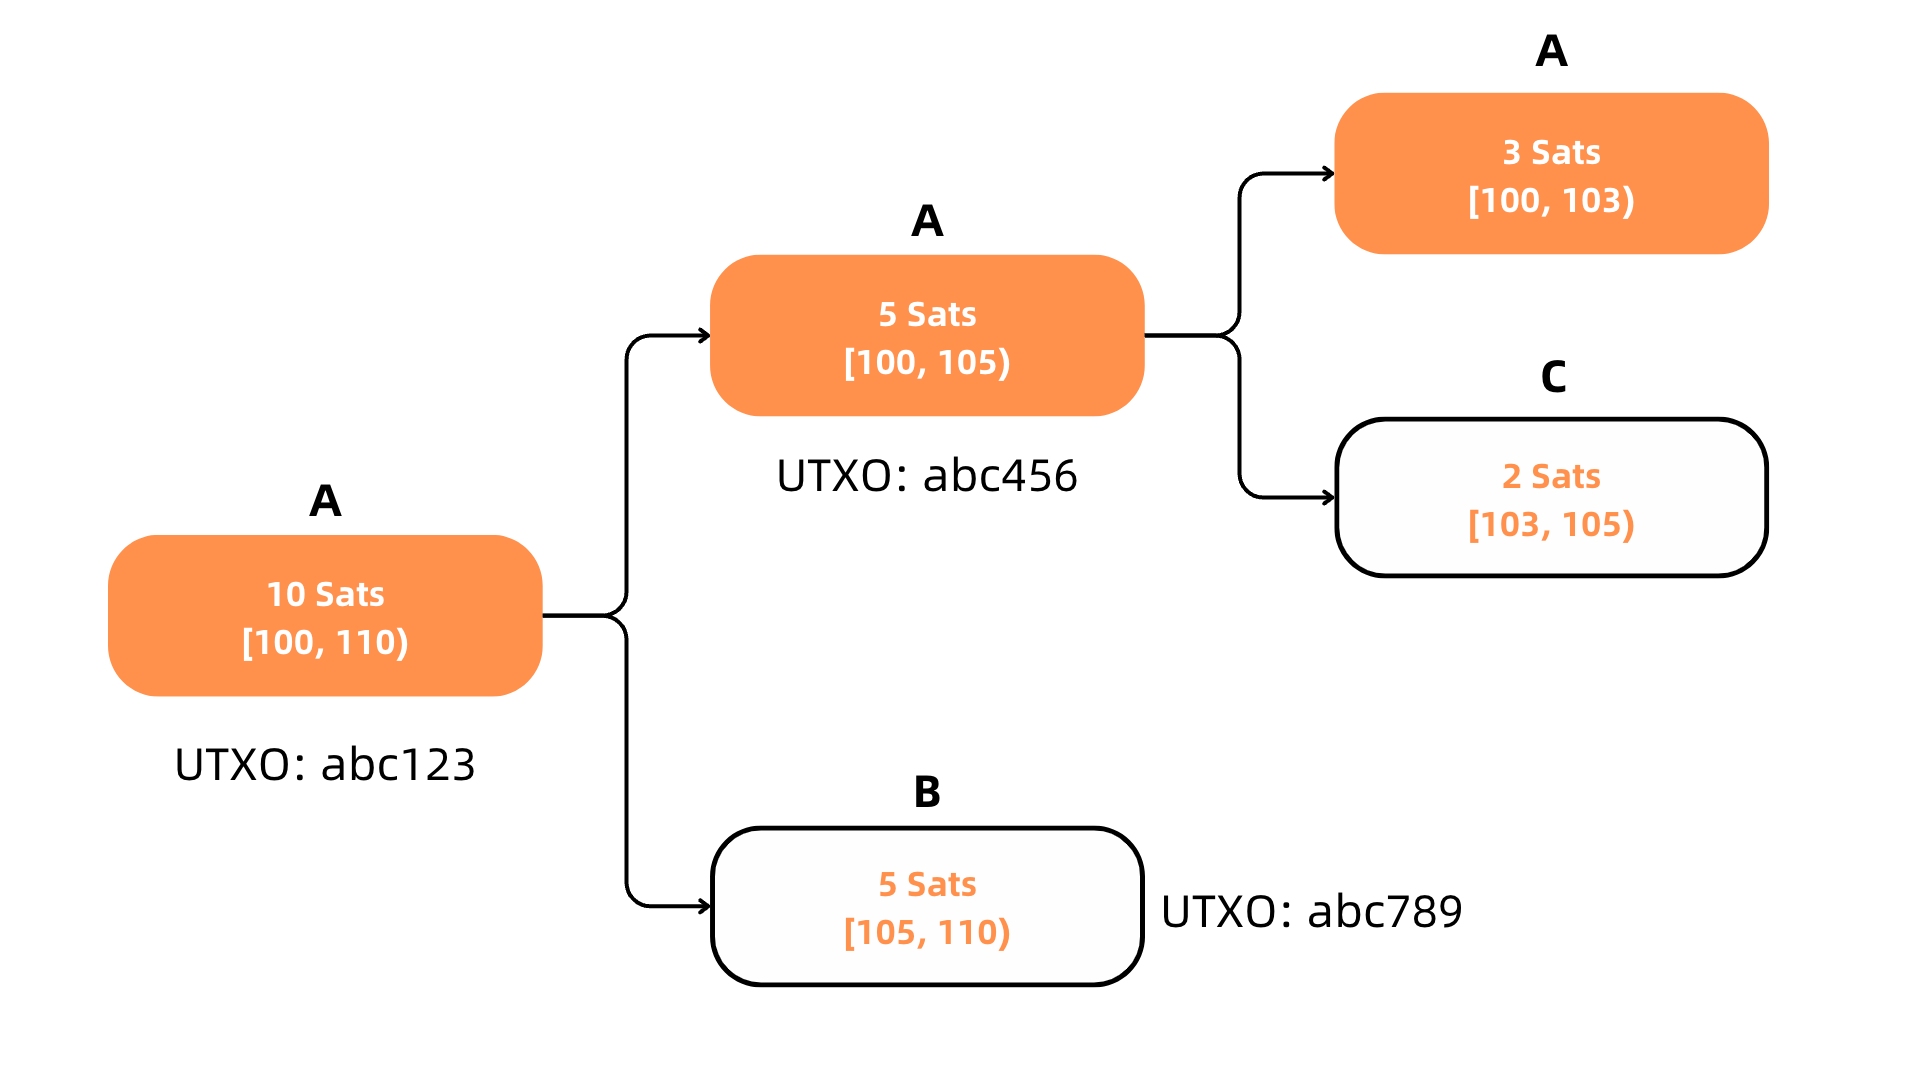 A
3 Sats
[100, 103)
A
5 Sats
[100, 105)
UTXO: abc456
C
2 Sats
[103, 105)
A
10 Sats
[100, 110)
UTXO: abc123
B
5 Sats
[105, 110)
UTXO: abc789